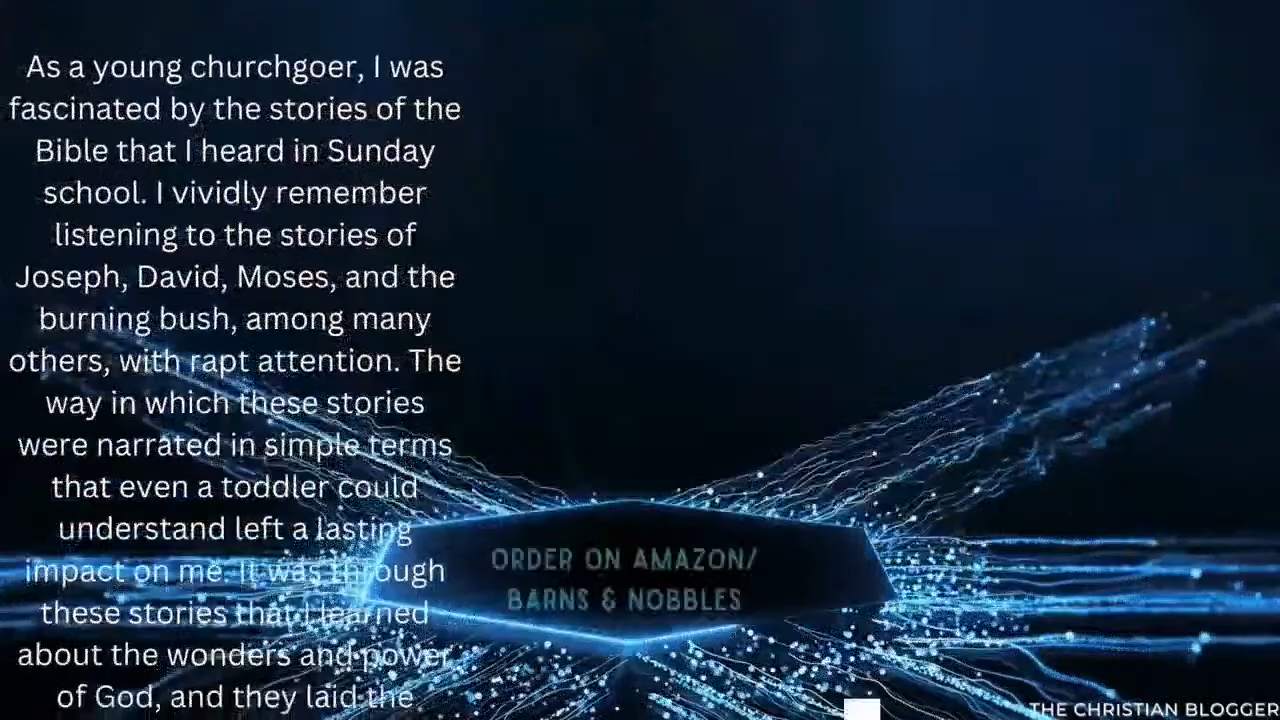 As a young churchgoer, I was
fascinated by the stories of the
Bible that I heard in Sunday
school. I vividly remember
listening to the stories of
Joseph, David, Moses, and the
burning bush, among many
others, with rapt attention. The
way in which these stories
were narrated in simple terms
that even a toddler could
understand left a lasting
impact on me. It was through
these stories that I learned
about the wonders and power
of God, and they laid the
ORDER ON AMAZON/
BARNS & NOBBLES
THE CHRISTIAN BLOGGER